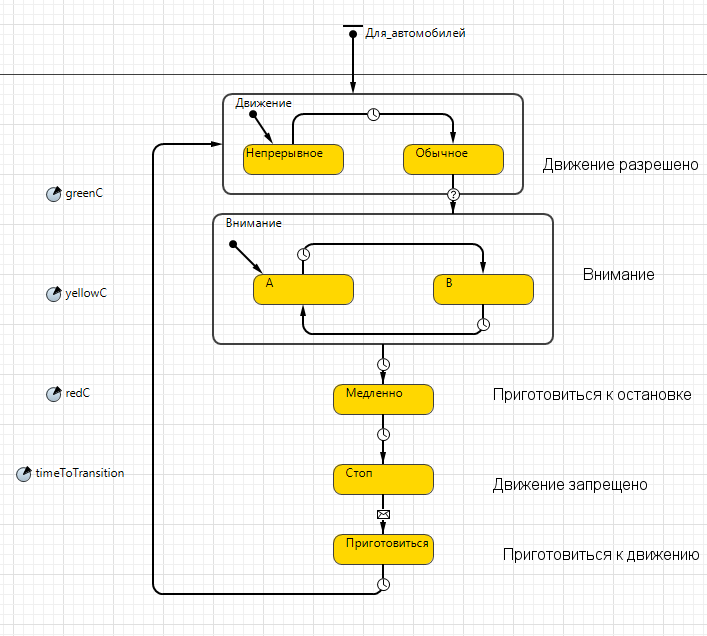 Для_автомобилей
Движение
Непрерывное
Обычное
Движение разрешено
greenC
?
Внимание
A
B
Внимание
yellowC
redC
Медленно
Приготовиться к остановке
timeToTransition
Стоп
Движение запрещено
Приготовиться
Приготовиться к движению